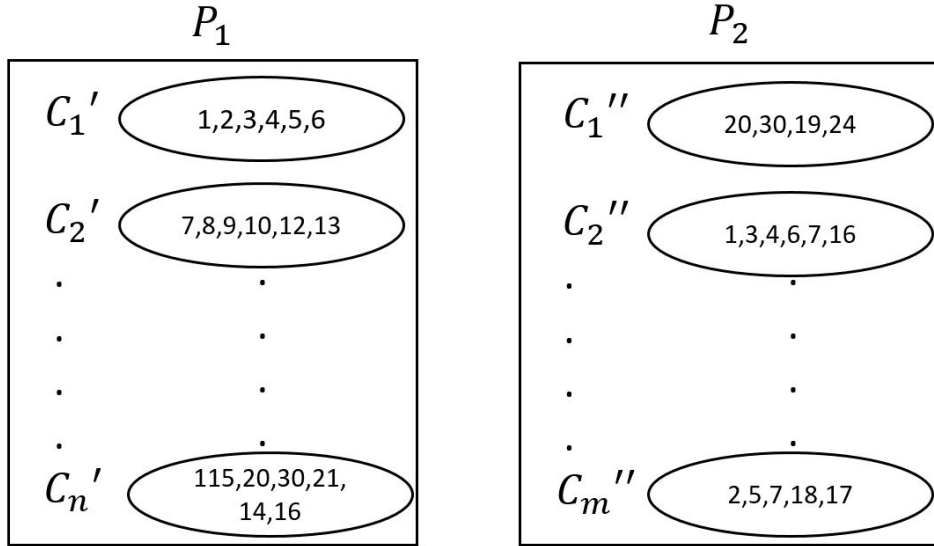 P₁
C₁′ 1,2,3,4,5,6
C₂′ 7,8,9,10,12,13
. .
. .
. .
. .
Cₙ′ 115,20,30,21,
14,16
P₂
C₁″ 20,30,19,24
C₂″ 1,3,4,6,7,16
. .
. .
. .
. .
Cₘ″ 2,5,7,18,17